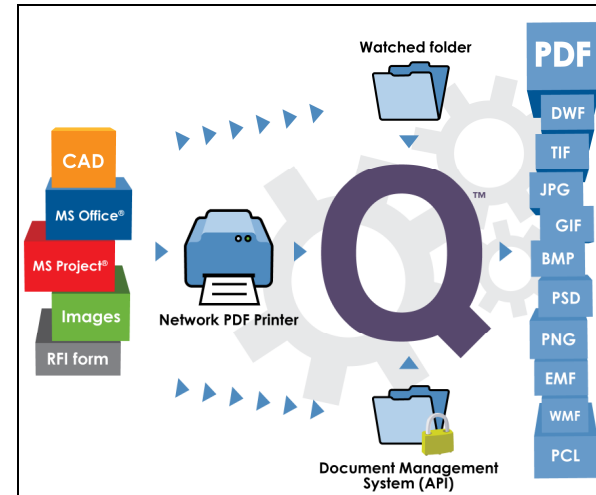 Watched folder
CAD
MS Office®
MS Project®
Images
RFI form
Network PDF Printer
Q™
Document Management
System (API)
PDF
DWF
TIF
JPG
GIF
BMP
PSD
PNG
EMF
WMF
PCL